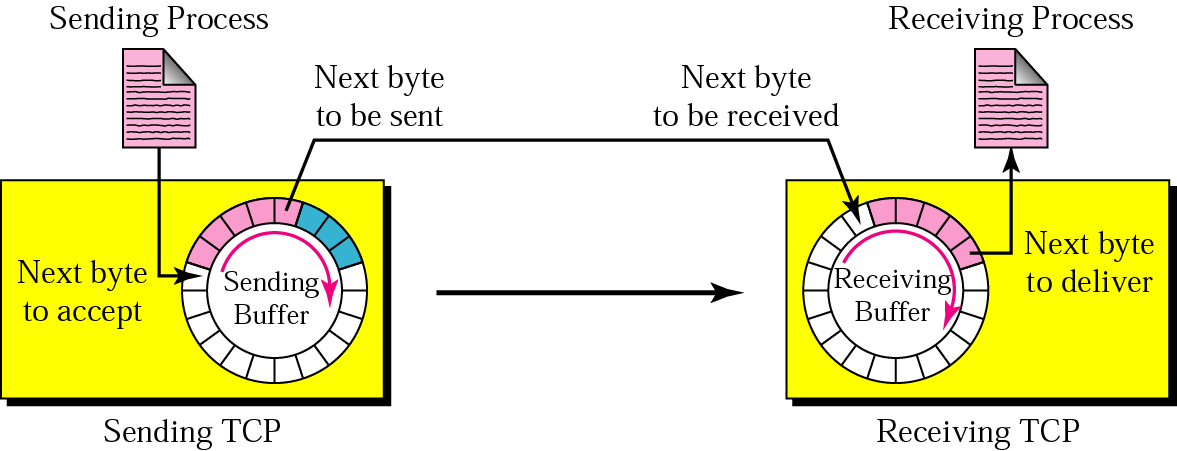 Sending Process
Receiving Process
Next byte
to be sent
Next byte
to be received
Next byte
to accept
Sending
Buffer
Receiving
Buffer
Next byte
to deliver
Sending TCP
Receiving TCP